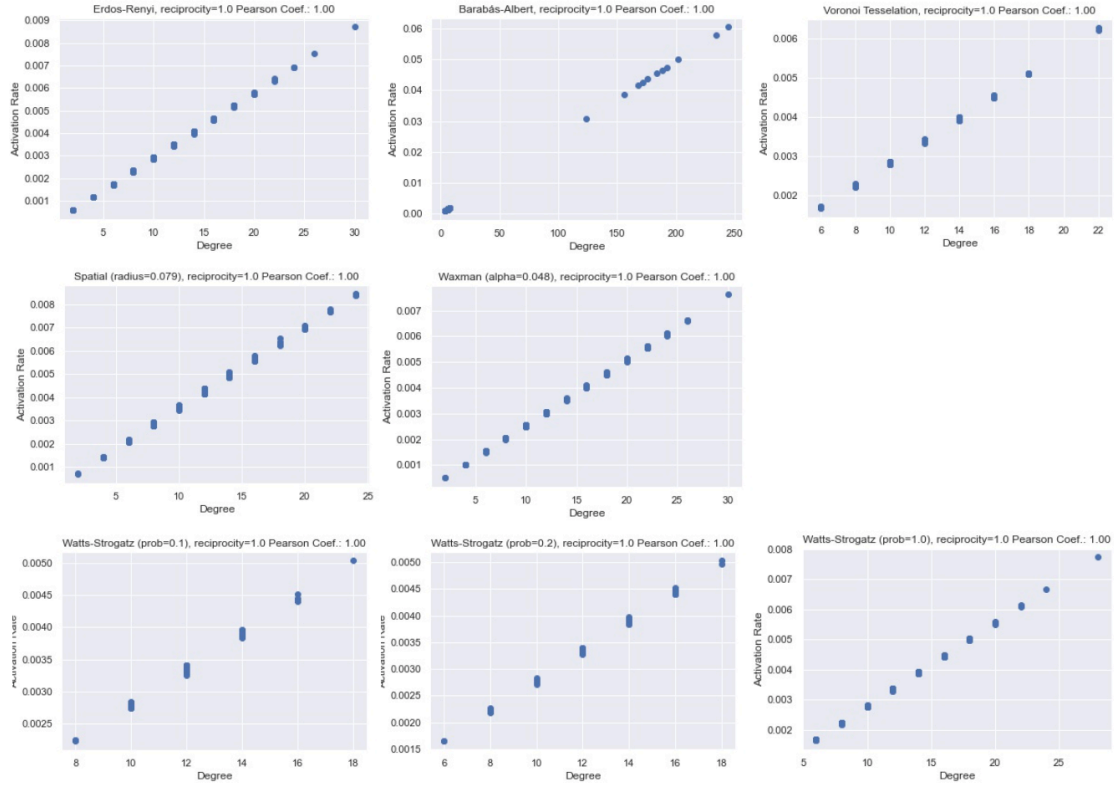 Erdos-Renyi, reciprocity=1.0 Pearson Coef.: 1.00
0.009
0.008
0.007
0.006
0.005
0.004
0.003
0.002
0.001
Activation Rate
5 10 15 20 25 30
Degree
Barabás-Albert, reciprocity=1.0 Pearson Coef.: 1.00
0.06
0.05
0.04
0.03
0.02
0.01
0.00
Activation Rate
0 50 100 150 200 250
Degree
Voronoi Tesselation, reciprocity=1.0 Pearson Coef.: 1.00
0.006
0.005
0.004
0.003
0.002
Activation Rate
6 8 10 12 14 16 18 20 22
Degree
Spatial (radius=0.079), reciprocity=1.0 Pearson Coef.: 1.00
0.008
0.007
0.006
0.005
0.004
0.003
0.002
0.001
Activation Rate
5 10 15 20 25
Degree
Waxman (alpha=0.048), reciprocity=1.0 Pearson Coef.: 1.00
0.007
0.006
0.005
0.004
0.003
0.002
0.001
Activation Rate
5 10 15 20 25 30
Degree
Watts-Strogatz (prob=0.1), reciprocity=1.0 Pearson Coef.: 1.00
0.0050
0.0045
0.0040
0.0035
0.0030
0.0025
Activation Rate
8 10 12 14 16 18
Degree
Watts-Strogatz (prob=0.2), reciprocity=1.0 Pearson Coef.: 1.00
0.0050
0.0045
0.0040
0.0035
0.0030
0.0025
0.0020
0.0015
Activation Rate
6 8 10 12 14 16 18
Degree
Watts-Strogatz (prob=1.0), reciprocity=1.0 Pearson Coef.: 1.00
0.008
0.007
0.006
0.005
0.004
0.003
0.002
Activation Rate
5 10 15 20 25
Degree